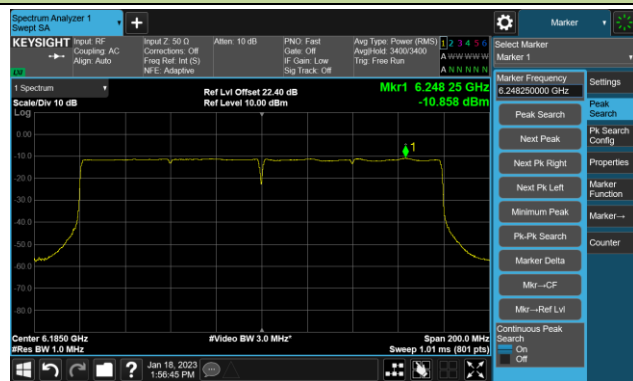 Spectrum Analyzer 1
Swept SA
Marker
KEYSIGHT
Input: RF
Coupling: AC
Align: Auto
Input Z: 50 Ω
Corrections: Off
Freq Ref: Int (S)
NFE: Adaptive
Atten: 10 dB
PNO: Fast
Gate: Off
IF Gain: Low
Sig Track: Off
Avg Type: Power (RMS)
Avg|Hold: 3400/3400
Trig: Free Run
1 2 3 4 5 6
A W W W W W
A N N N N N
Select Marker
Marker 1
1 Spectrum
Scale/Div 10 dB
Log
Ref Lvl Offset 22.40 dB
Ref Level 10.00 dBm
Mkr1 6.248 25 GHz
-10.858 dBm
0.00
-10.0
-20.0
-30.0
-40.0
-50.0
-60.0
-70.0
-80.0
1
Center 6.1850 GHz
#Res BW 1.0 MHz
#Video BW 3.0 MHz*
Span 200.0 MHz
Sweep 1.01 ms (801 pts)
Marker Frequency
6.248250000 GHz
Peak Search
Next Peak
Next Pk Right
Next Pk Left
Minimum Peak
Pk-Pk Search
Marker Delta
Mkr→CF
Mkr→Ref Lvl
Continuous Peak
Search
On
Off
Settings
Peak
Search
Pk Search
Config
Properties
Marker
Function
Marker→
Counter
Jan 18, 2023
1:56:45 PM